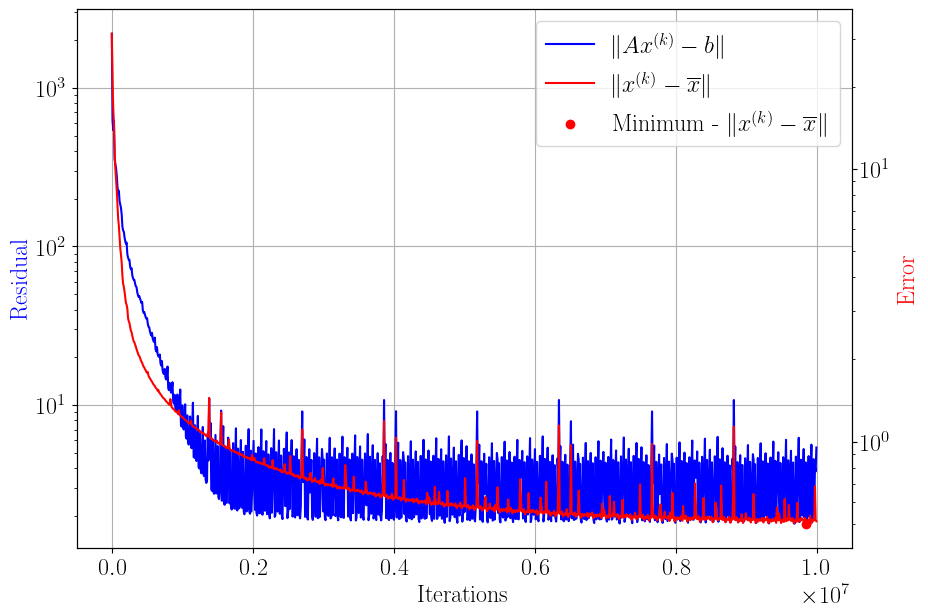 ‖Ax^{(k)} − b‖
‖x^{(k)} − x̅‖
Minimum - ‖x^{(k)} − x̅‖
10^3
10^2
10^1
Residual
10^1
10^0
Error
0.0 0.2 0.4 0.6 0.8 1.0
Iterations
×10^7